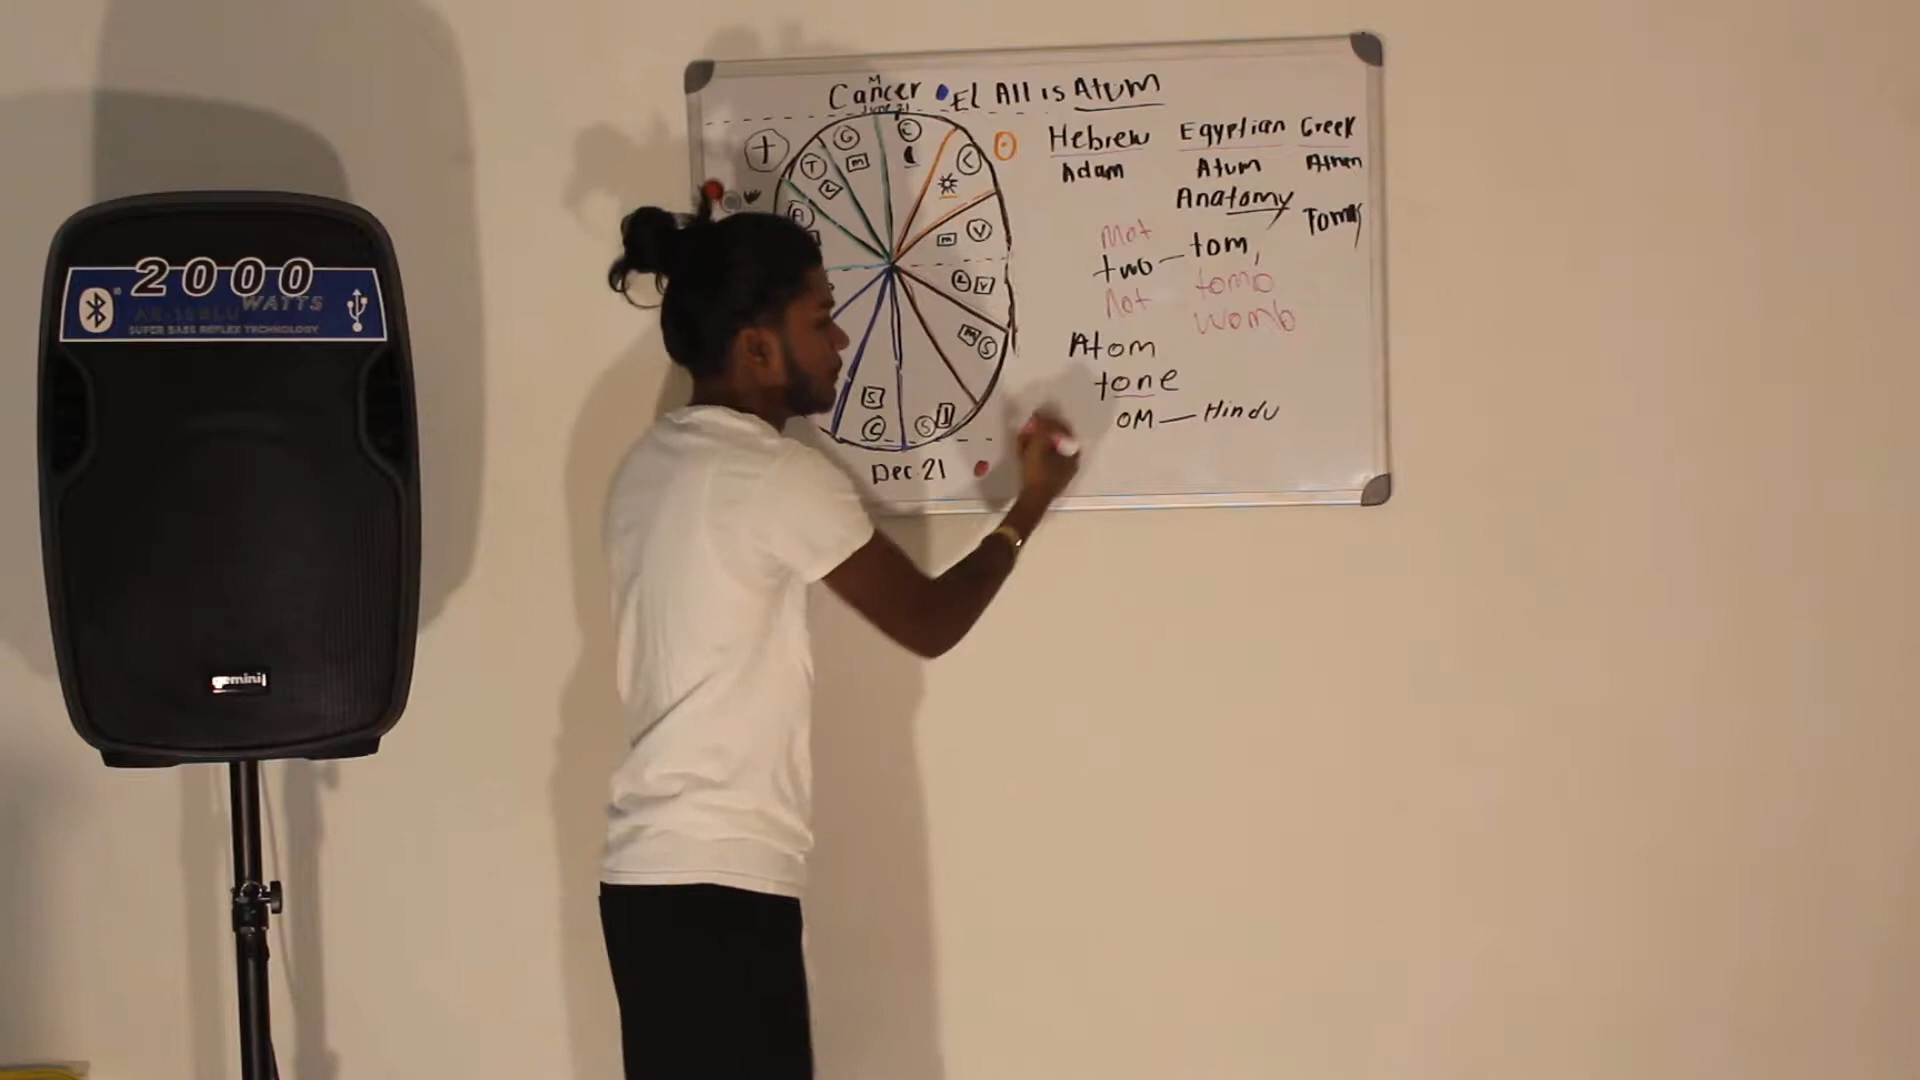 Cancer • El All is Atum
M
June 21
Hebrew Egyptian Greek
Adam Atum Athen
Anatomy
Toms
Mot
two — tom,
tomb
Not
womb
Atom
tone
OM — Hindu
Dec 21
G C
T m
L
A
C
m V
L V
m S
S J
S
C
2000
WATTS
SUPER BASS REFLEX TECHNOLOGY
gemini